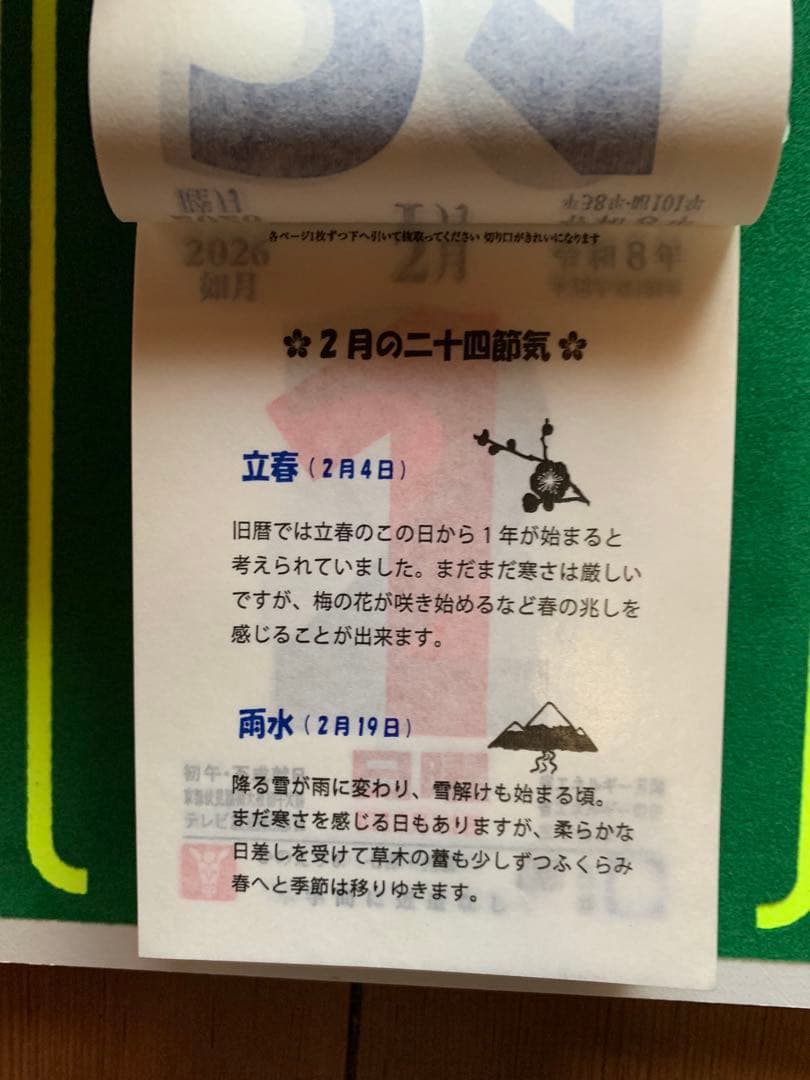 各ページ1枚ずつ下へ引いて抜取ってください 切り口がきれいになります
2026
2月
令和8年
如月
2月の二十四節気
立春(2月4日)
旧暦では立春のこの日から1年が始まると
考えられていました。まだまだ寒さは厳しい
ですが、梅の花が咲き始めるなど春の兆しを
感じることが出来ます。
雨水(2月19日)
降る雪が雨に変わり、雪解けも始まる頃。
まだ寒さを感じる日もありますが、柔らかな
日差しを受けて草木の蕾も少しずつふくらみ
春へと季節は移りゆきます。